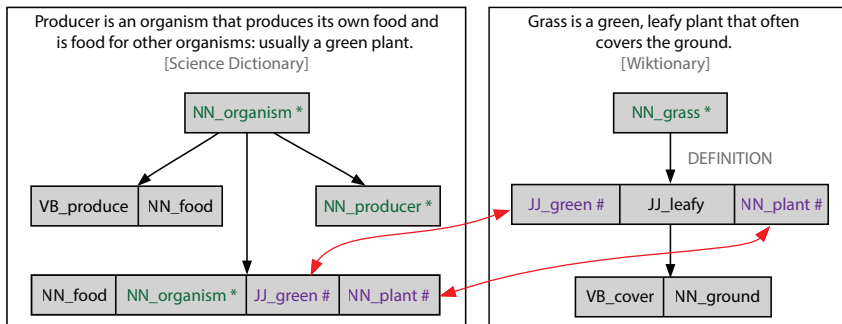 Producer is an organism that produces its own food and
is food for other organisms: usually a green plant.
[Science Dictionary]
NN_organism *
VB_produce NN_food
NN_producer *
NN_food NN_organism * JJ_green # NN_plant #
Grass is a green, leafy plant that often
covers the ground.
[Wiktionary]
NN_grass *
DEFINITION
JJ_green # JJ_leafy NN_plant #
VB_cover NN_ground